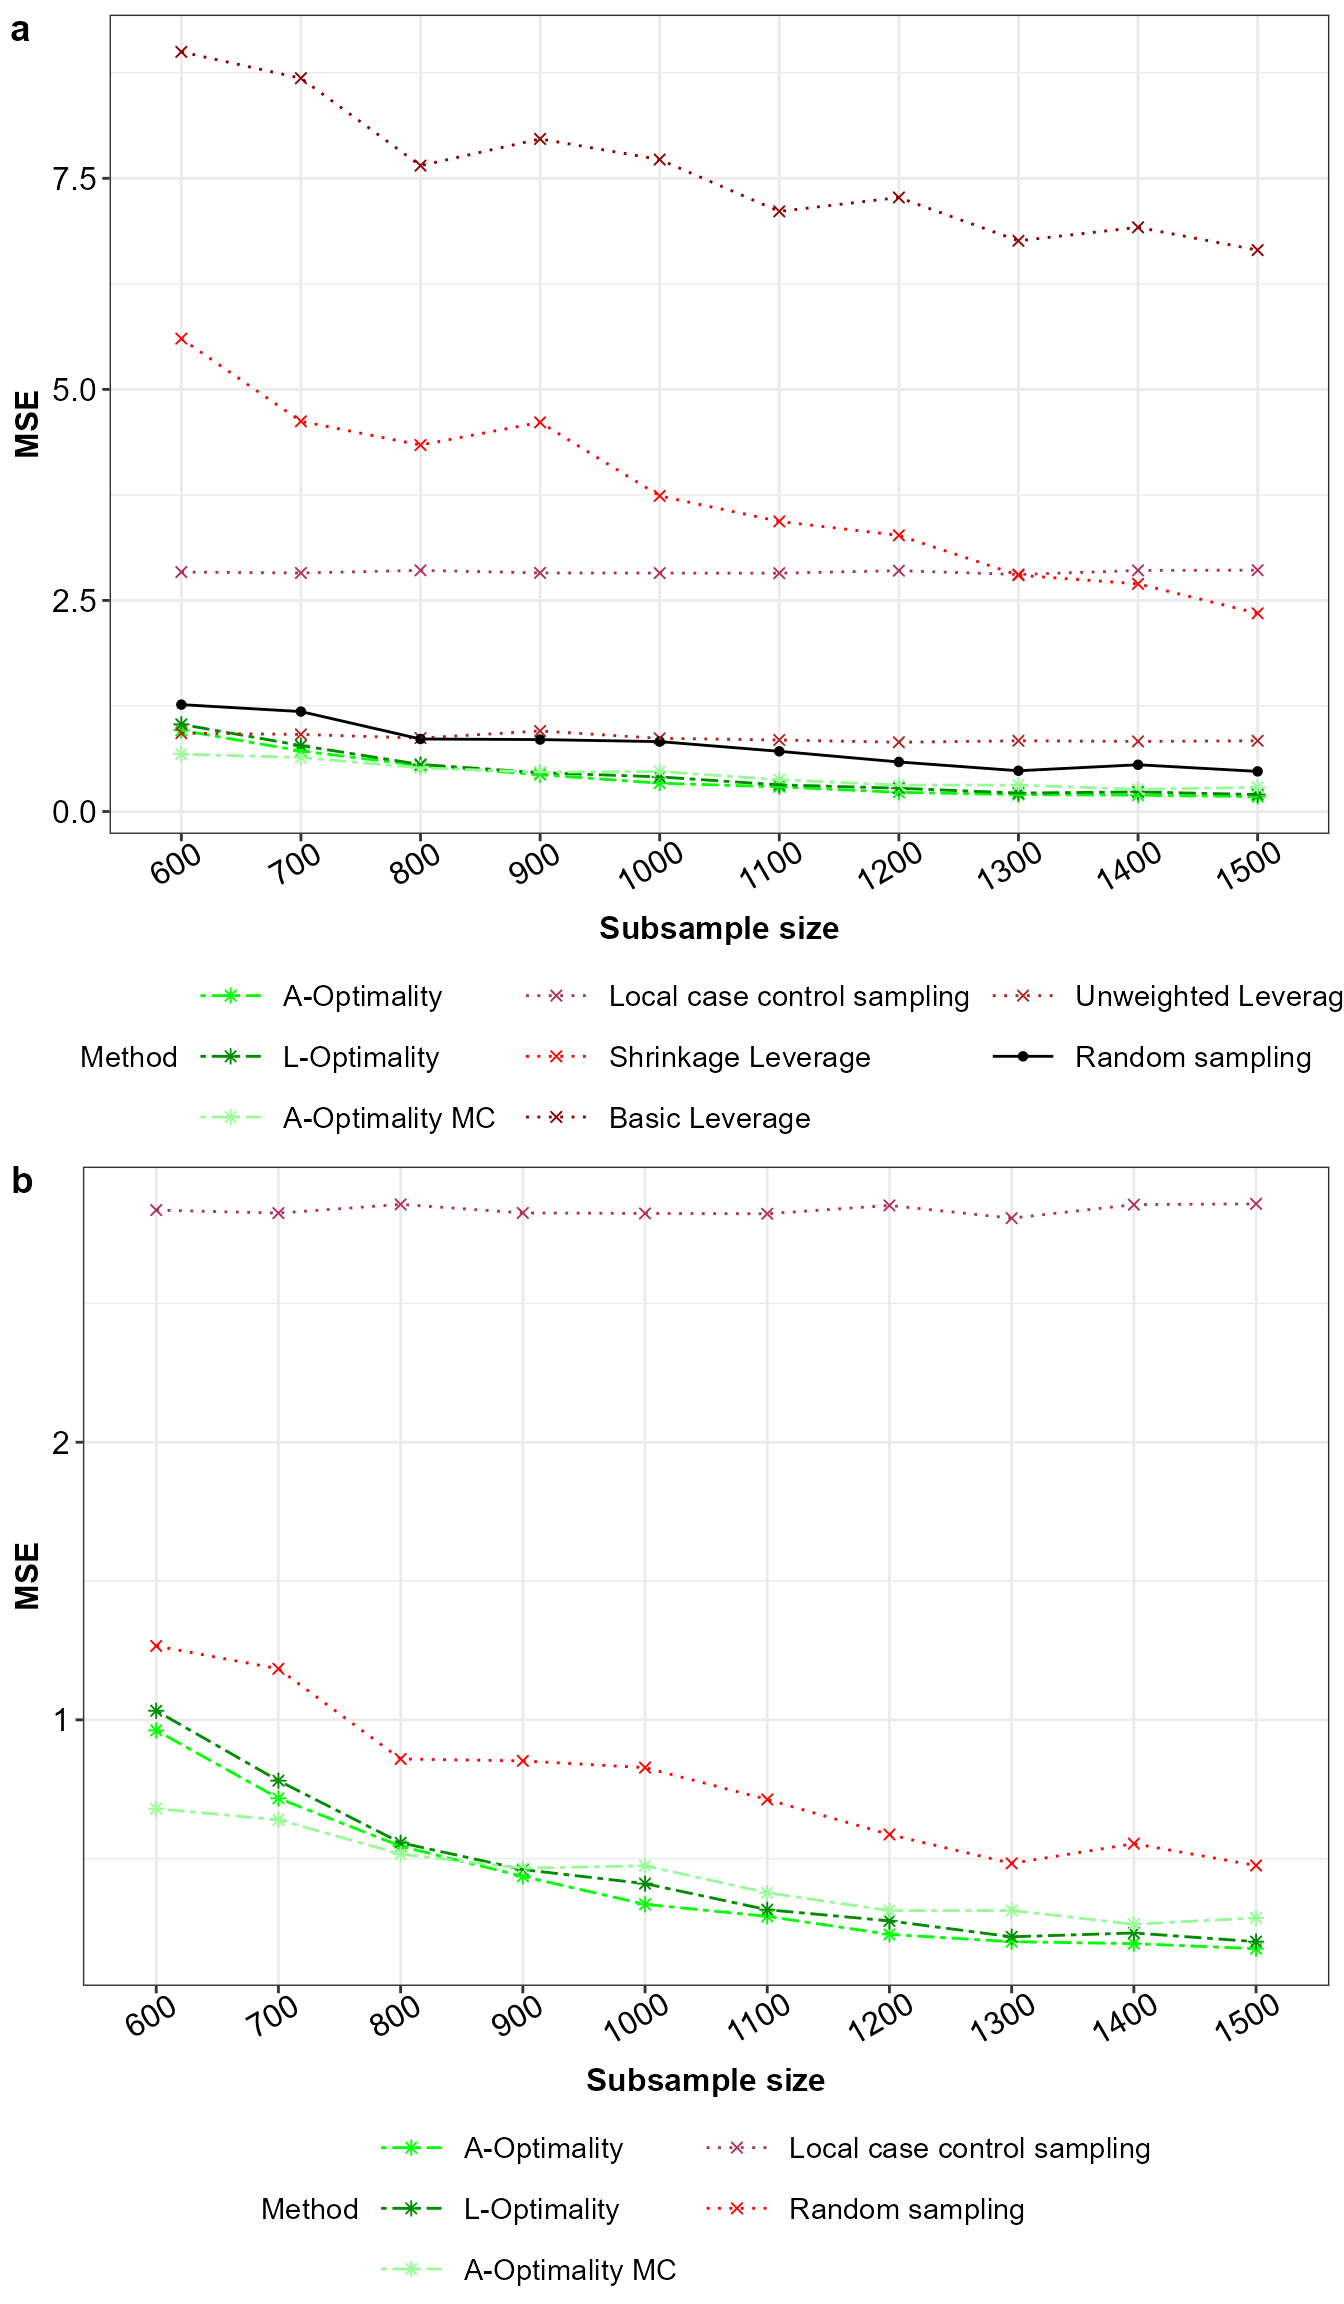 a
MSE
7.5
5.0
2.5
0.0
600 700 800 900 1000 1100 1200 1300 1400 1500
Subsample size
Method
A-Optimality
L-Optimality
A-Optimality MC
Local case control sampling
Shrinkage Leverage
Basic Leverage
Unweighted Leverag
Random sampling
b
MSE
2
1
600 700 800 900 1000 1100 1200 1300 1400 1500
Subsample size
Method
A-Optimality
L-Optimality
A-Optimality MC
Local case control sampling
Random sampling